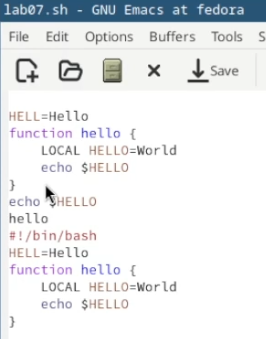 lab07.sh - GNU Emacs at fedora
File Edit Options Buffers Tools S
Save
HELL=Hello
function hello {
LOCAL HELLO=World
echo $HELLO
}
echo $HELLO
hello
#!/bin/bash
HELL=Hello
function hello {
LOCAL HELLO=World
echo $HELLO
}